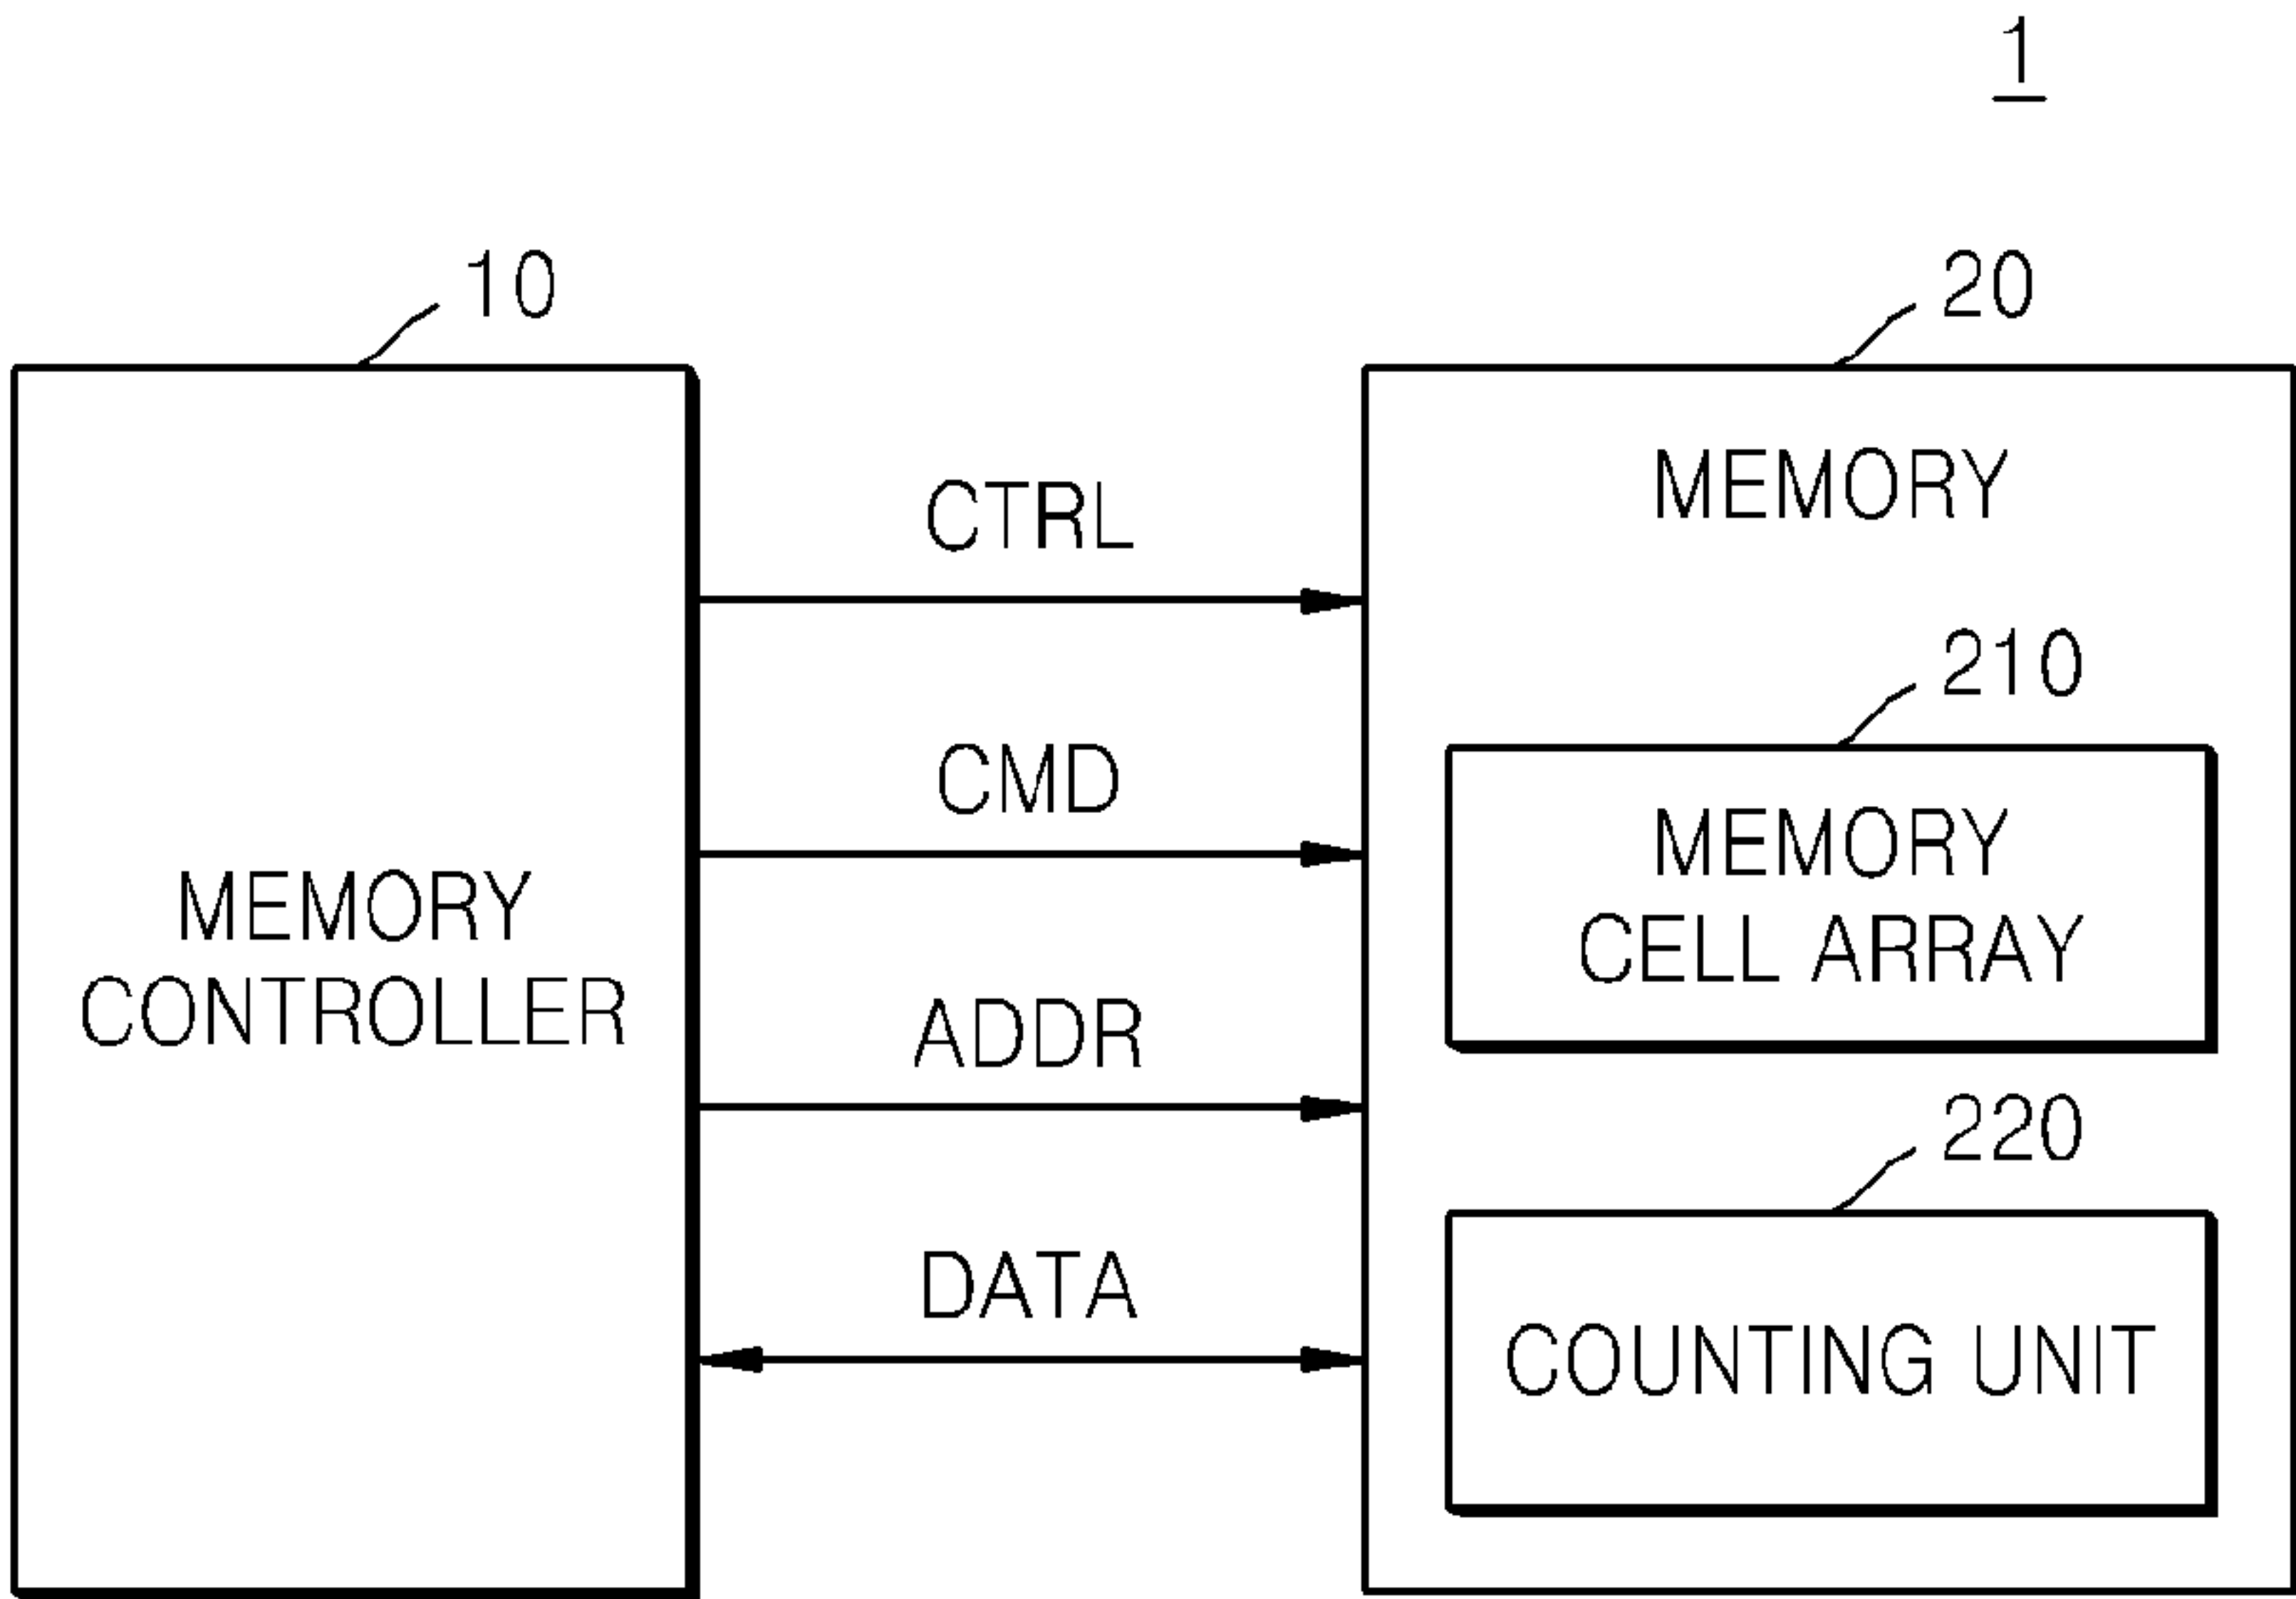 1
10
20
MEMORY
CTRL
210
CMD
MEMORY
CELL ARRAY
MEMORY
CONTROLLER
ADDR
220
DATA
COUNTING UNIT